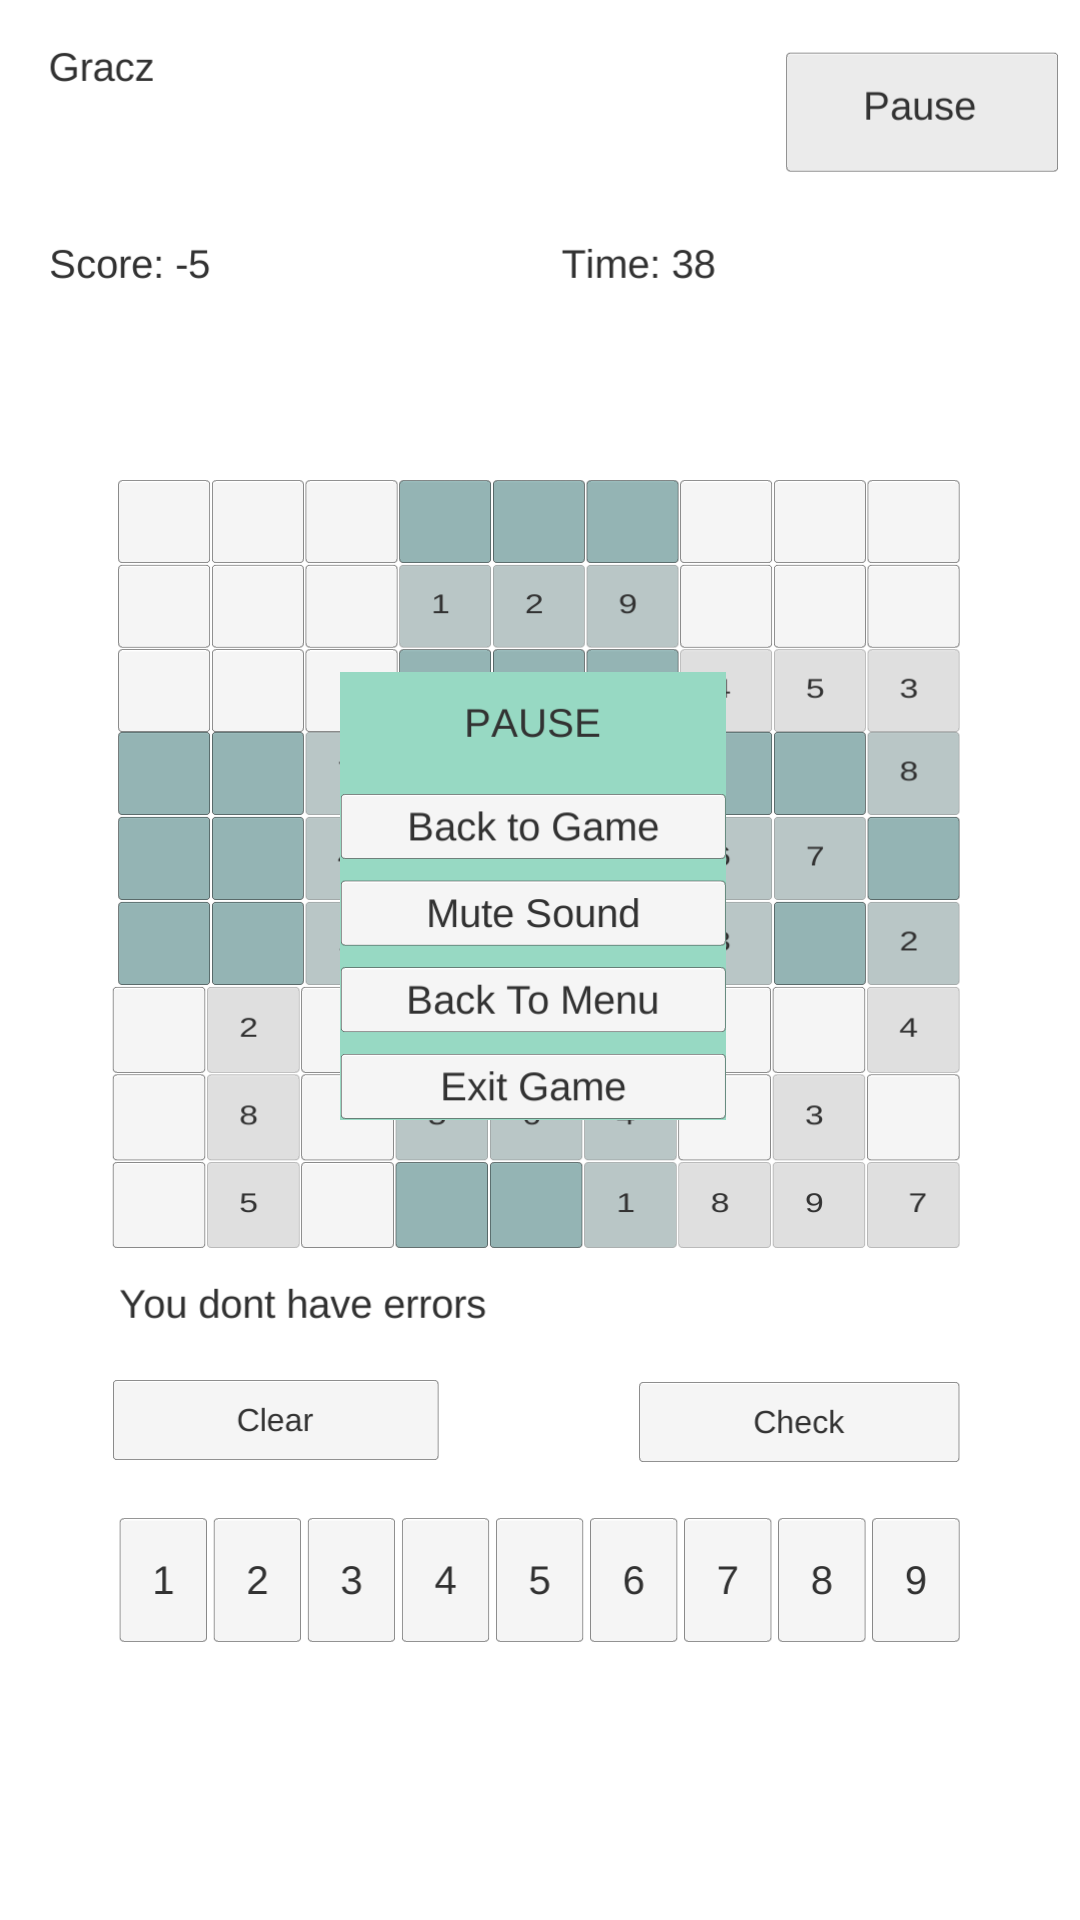 Gracz
Pause
Score: -5 Time: 38
1 2 9
5 3
PAUSE
8
Back to Game
7
Mute Sound
2
Back To Menu
2 4
Exit Game
8 3
5 1 8 9 7
You dont have errors
Clear Check
1 2 3 4 5 6 7 8 9